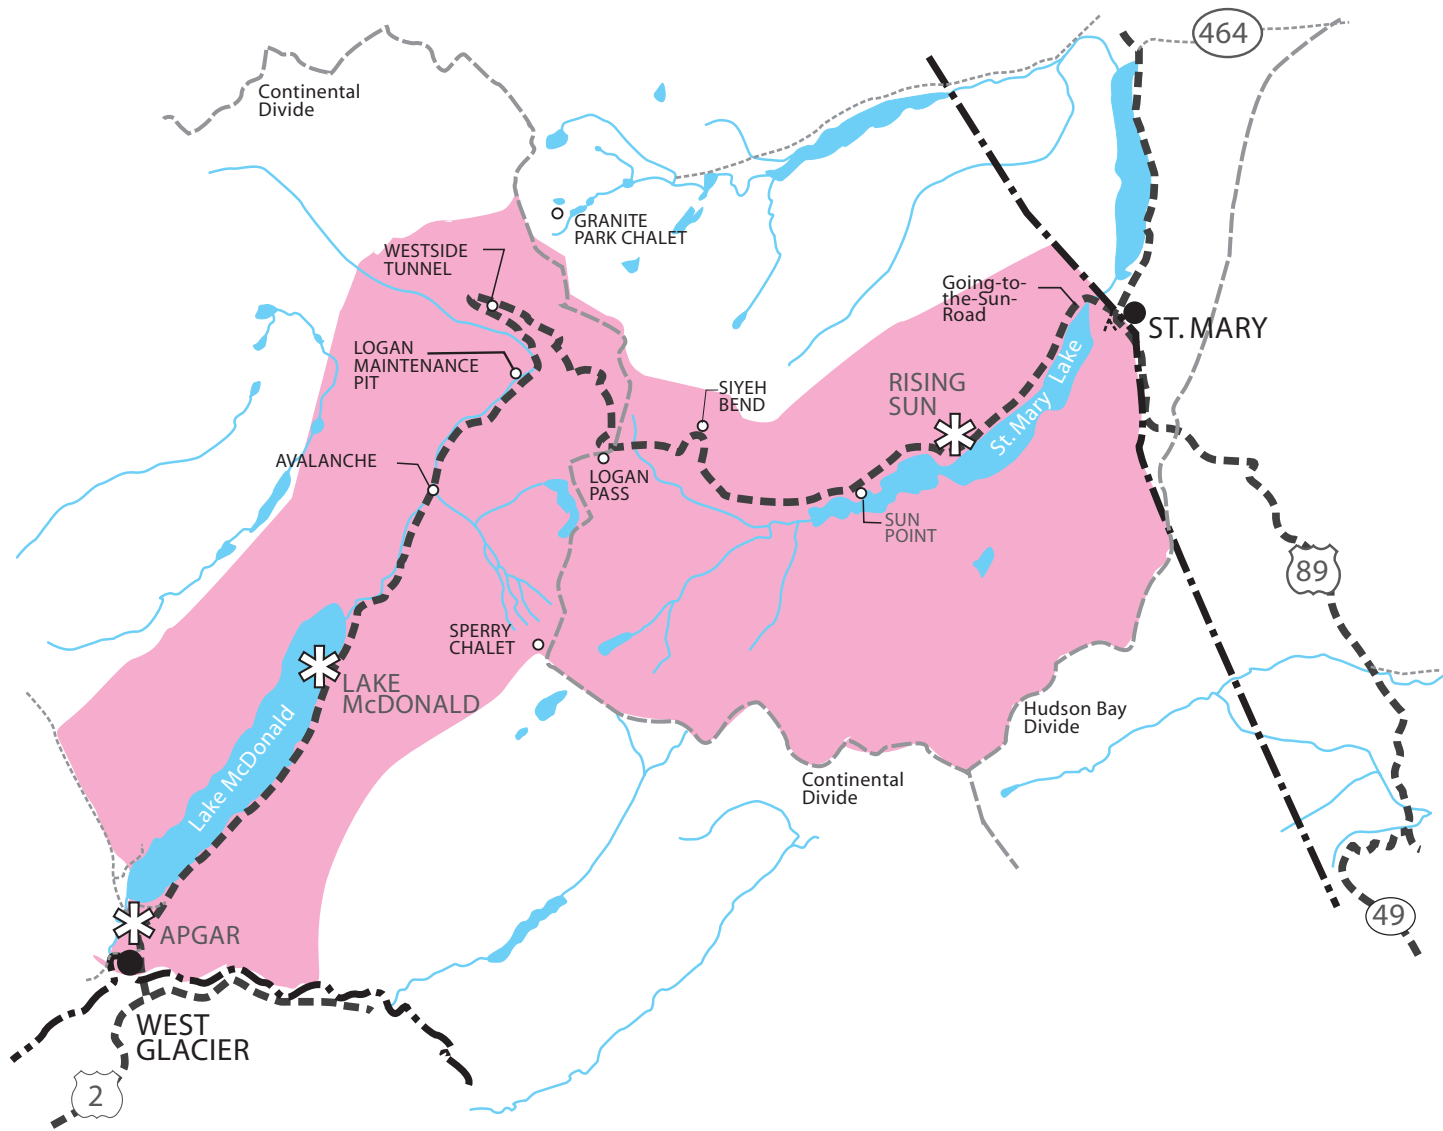 464
Continental
Divide
GRANITE
PARK CHALET
WESTSIDE
TUNNEL
Going-to-
the-Sun-
Road
ST. MARY
LOGAN
MAINTENANCE
PIT
RISING
SUN
St. Mary Lake
SIYEH
BEND
AVALANCHE
LOGAN
PASS
SUN
POINT
89
SPERRY
CHALET
LAKE
McDONALD
Lake McDonald
Hudson Bay
Divide
Continental
Divide
49
APGAR
WEST
GLACIER
2